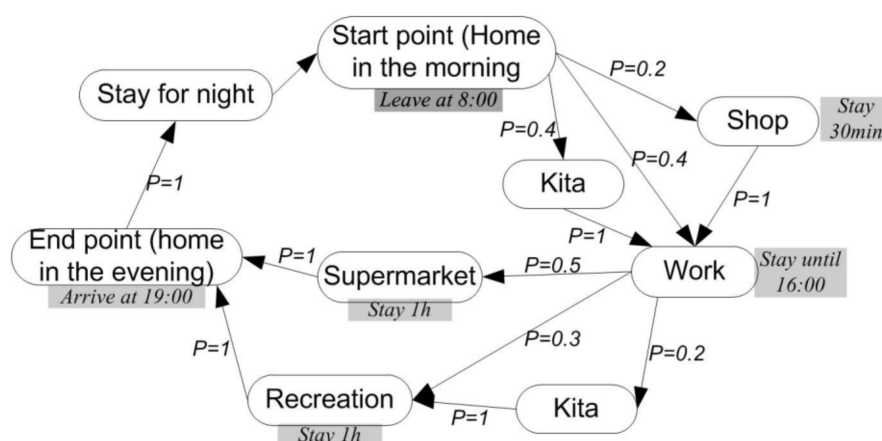 Start point (Home
in the morning
Leave at 8:00
Stay for night
P=0.2
Shop
Stay
30min
P=0.4
P=0.4
Kita
P=1
P=1
P=1
End point (home
in the evening)
Arrive at 19:00
P=1
Supermarket
Stay 1h
P=0.5
Work
Stay until
16:00
P=0.3
P=0.2
P=1
Recreation
Stay 1h
P=1
Kita